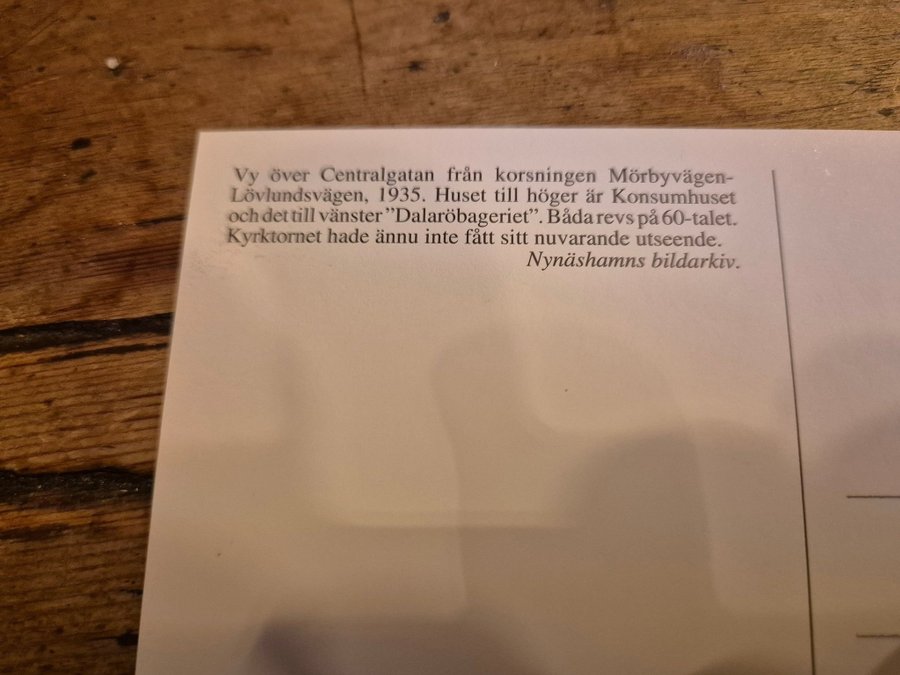 Vy över Centralgatan från korsningen Mörbyvägen-
Lövlundsvägen, 1935. Huset till höger är Konsumhuset
och det till vänster "Dalaröbageriet". Båda revs på 60-talet.
Kyrktornet hade ännu inte fått sitt nuvarande utseende.
Nynäshamns bildarkiv.